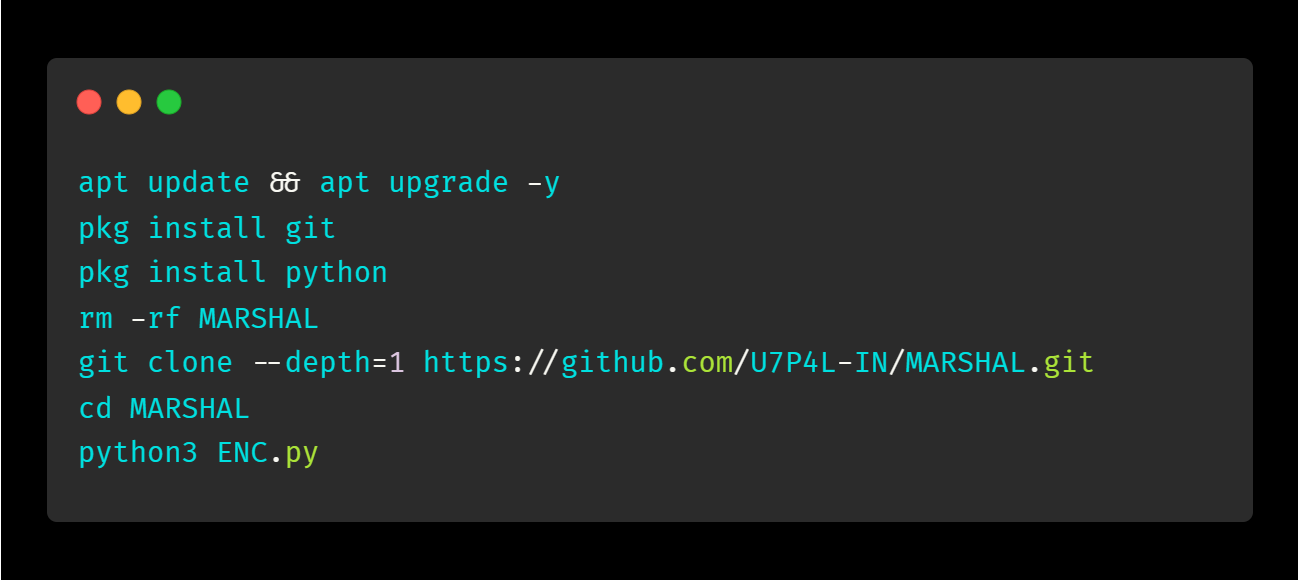 apt update && apt upgrade -y
pkg install git
pkg install python
rm -rf MARSHAL
git clone --depth=1 https://github.com/U7P4L-IN/MARSHAL.git
cd MARSHAL
python3 ENC.py